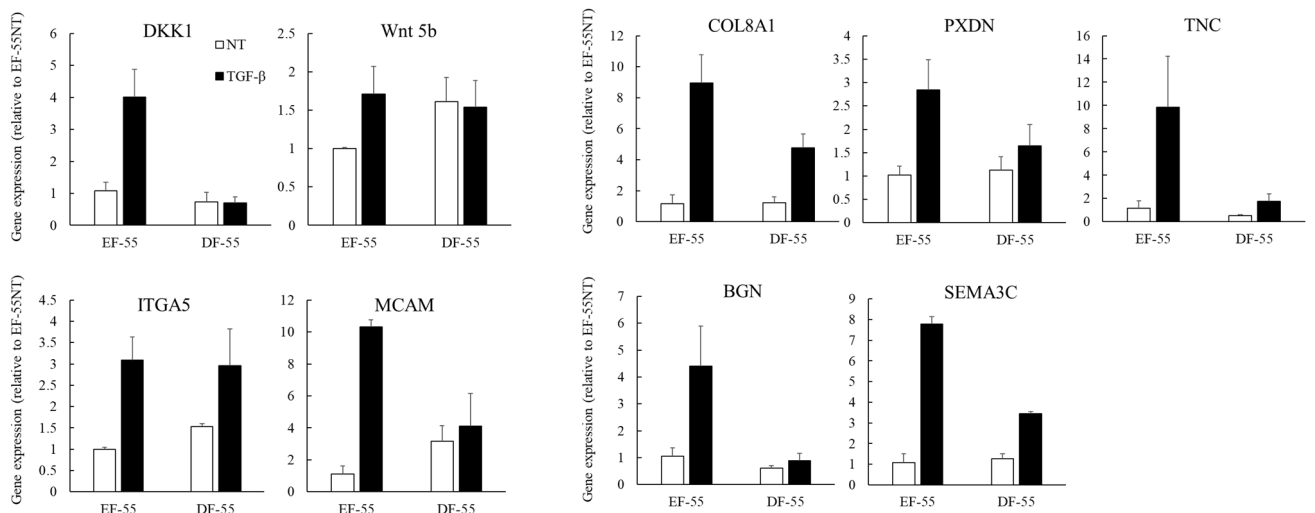 DKK1
Gene expression (relative to EF-55NT)
6
5
4
3
2
1
0
NT
TGF-β
EF-55
DF-55
Wnt 5b
2.5
2
1.5
1
0.5
0
EF-55
DF-55
COL8A1
Gene expression (relative to EF-55NT)
12
10
8
6
4
2
0
EF-55
DF-55
PXDN
4
3.5
3
2.5
2
1.5
1
0.5
0
EF-55
DF-55
TNC
16
14
12
10
8
6
4
2
0
EF-55
DF-55
ITGA5
Gene expression (relative to EF-55NT)
4.5
4
3.5
3
2.5
2
1.5
1
0.5
0
EF-55
DF-55
MCAM
12
10
8
6
4
2
0
EF-55
DF-55
BGN
Gene expression (relative to EF-55NT)
7
6
5
4
3
2
1
0
EF-55
DF-55
SEMA3C
9
8
7
6
5
4
3
2
1
0
EF-55
DF-55